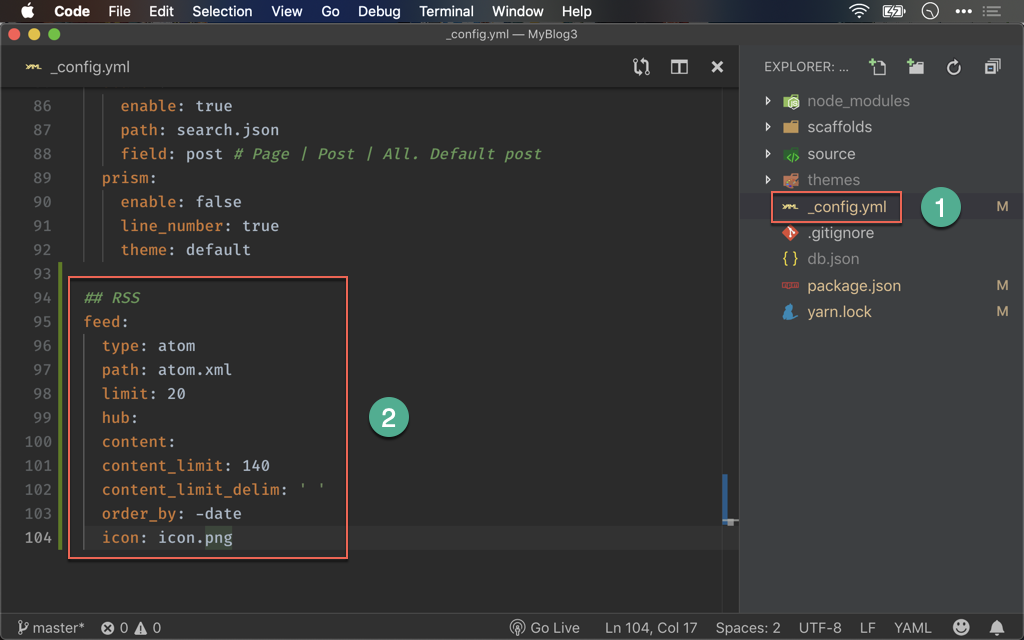 Code File Edit Selection View Go Debug Terminal Window Help
_config.yml — MyBlog3
_config.yml
86 enable: true
87 path: search.json
88 field: post # Page | Post | All. Default post
89 prism:
90 enable: false
91 line_number: true
92 theme: default
93
94 ## RSS
95 feed:
96 type: atom
97 path: atom.xml
98 limit: 20
99 hub:
100 content:
101 content_limit: 140
102 content_limit_delim: ' '
103 order_by: -date
104 icon: icon.png
2
EXPLORER: ...
node_modules
scaffolds
source
themes
_config.yml M
1
.gitignore
db.json
package.json M
yarn.lock M
master* 0 0 Go Live Ln 104, Col 17 Spaces: 2 UTF-8 LF YAML